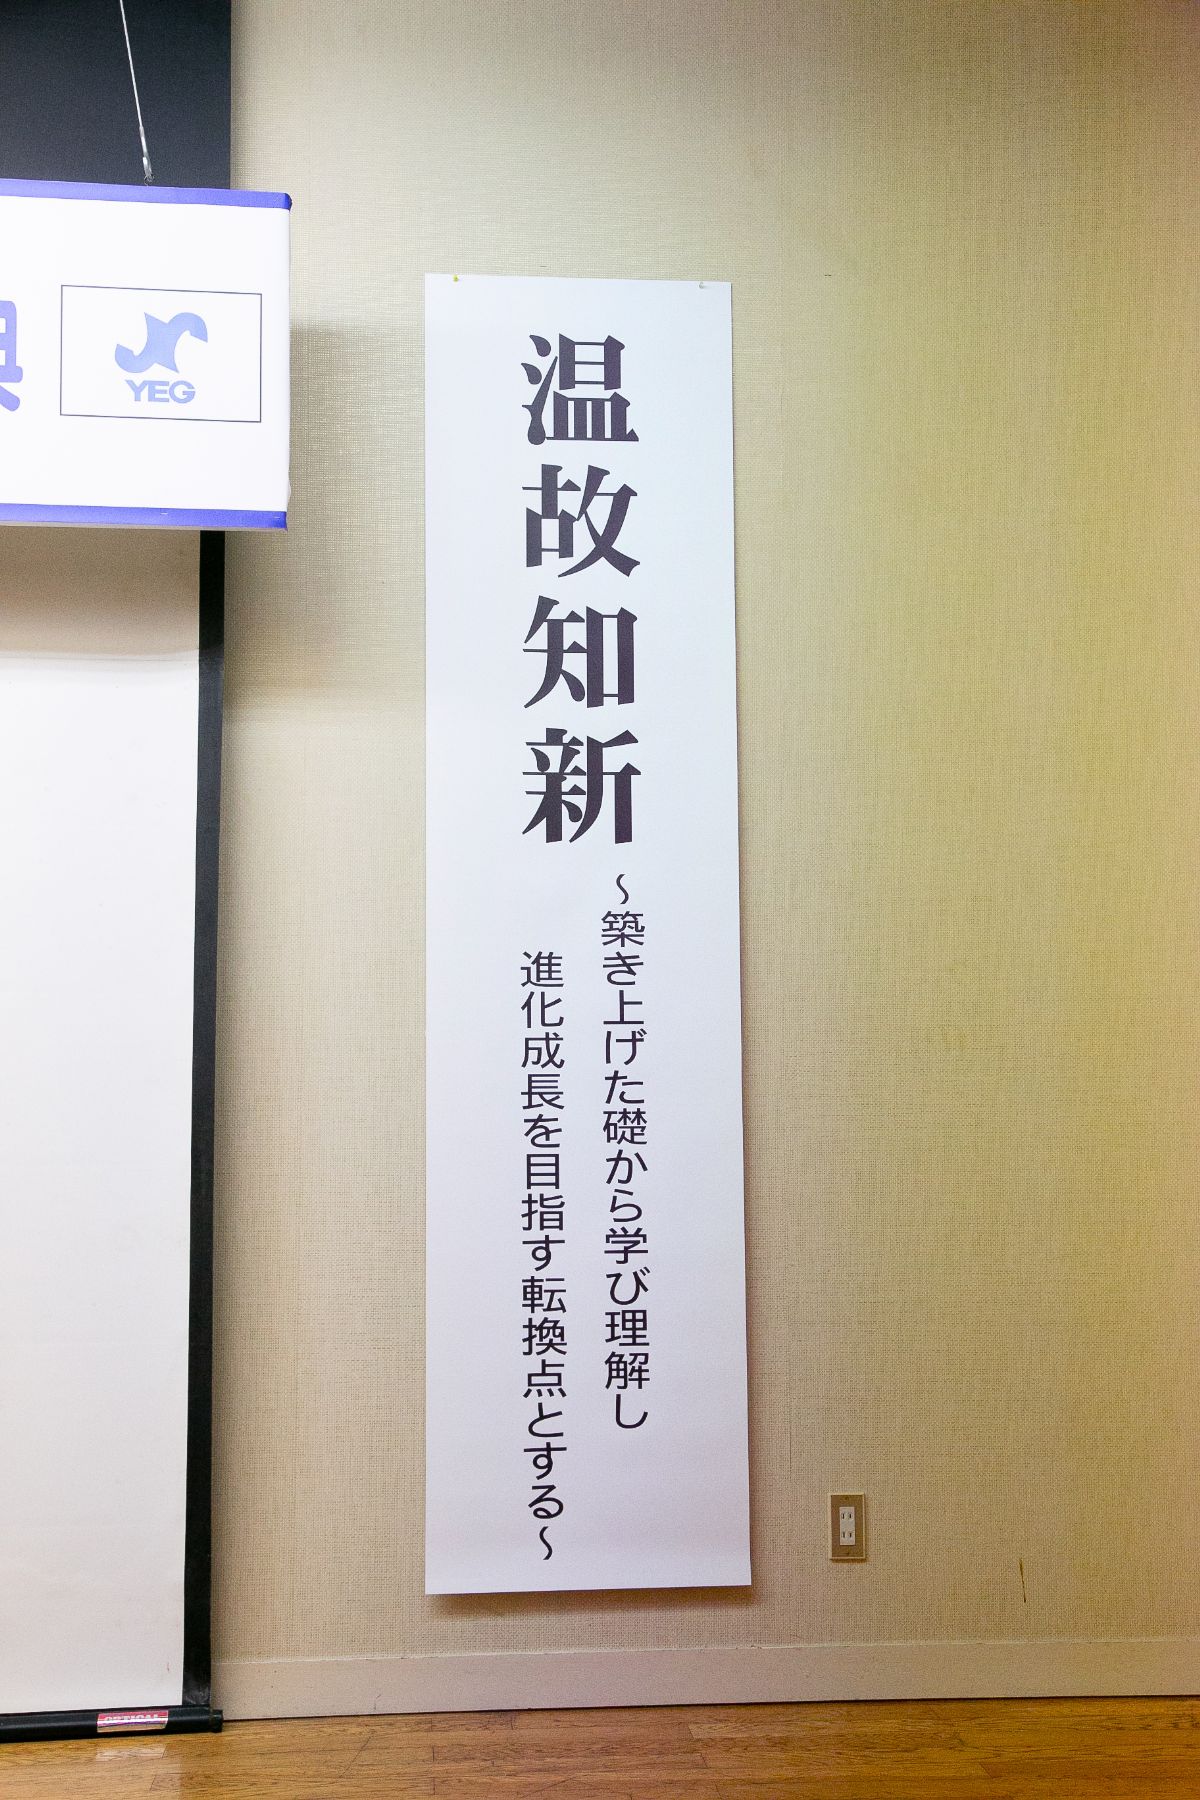 YEG
温故知新
～築き上げた礎から学び理解し
進化成長を目指す転換点とする～
OPTICAL